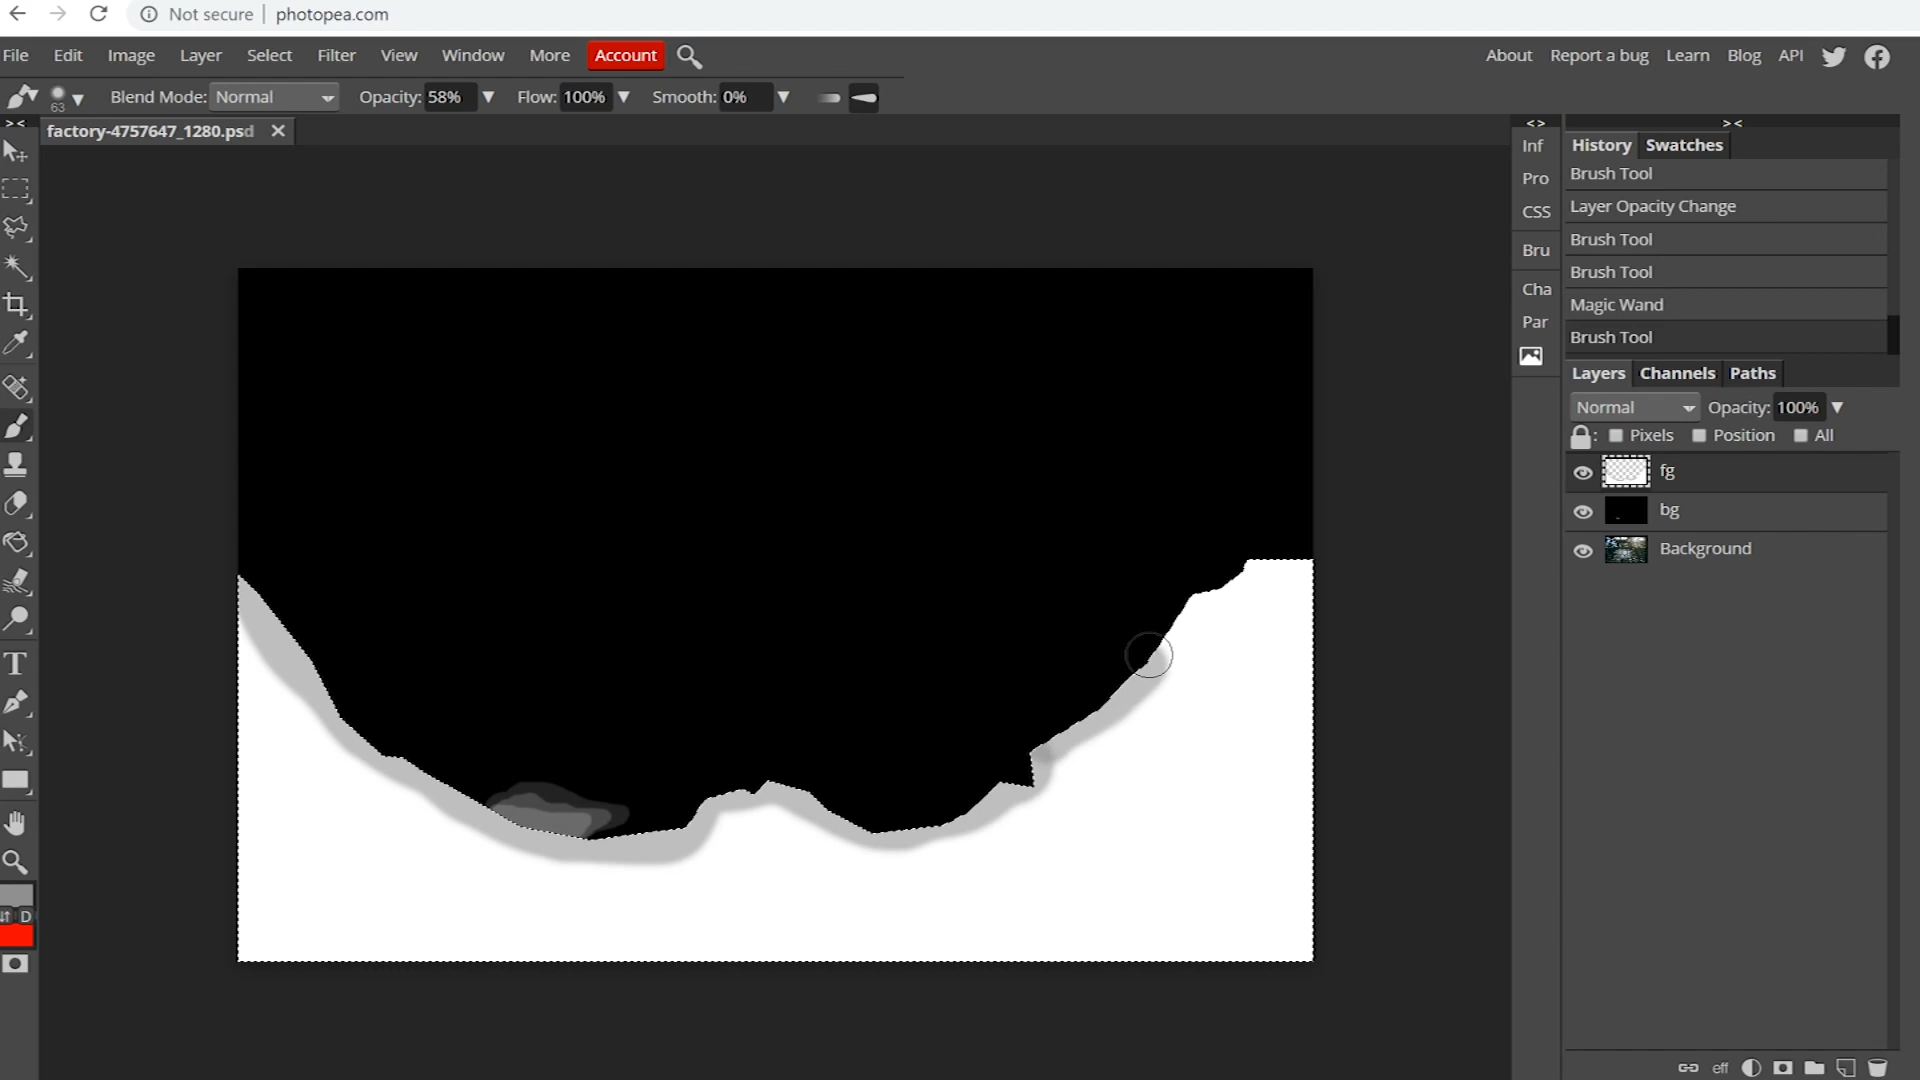 Not secure photopea.com
File Edit Image Layer Select Filter View Window More Account About Report a bug Learn Blog API
63 Blend Mode: Normal Opacity: 58% Flow: 100% Smooth: 0%
> < < > > <
factory-4757647_1280.psd
Inf
Pro
CSS
Bru
Cha
Par
History Swatches
Brush Tool
Layer Opacity Change
Brush Tool
Brush Tool
Magic Wand
Brush Tool
Layers Channels Paths
Normal Opacity: 100%
: Pixels Position All
fg
bg
Background
T
D
eff